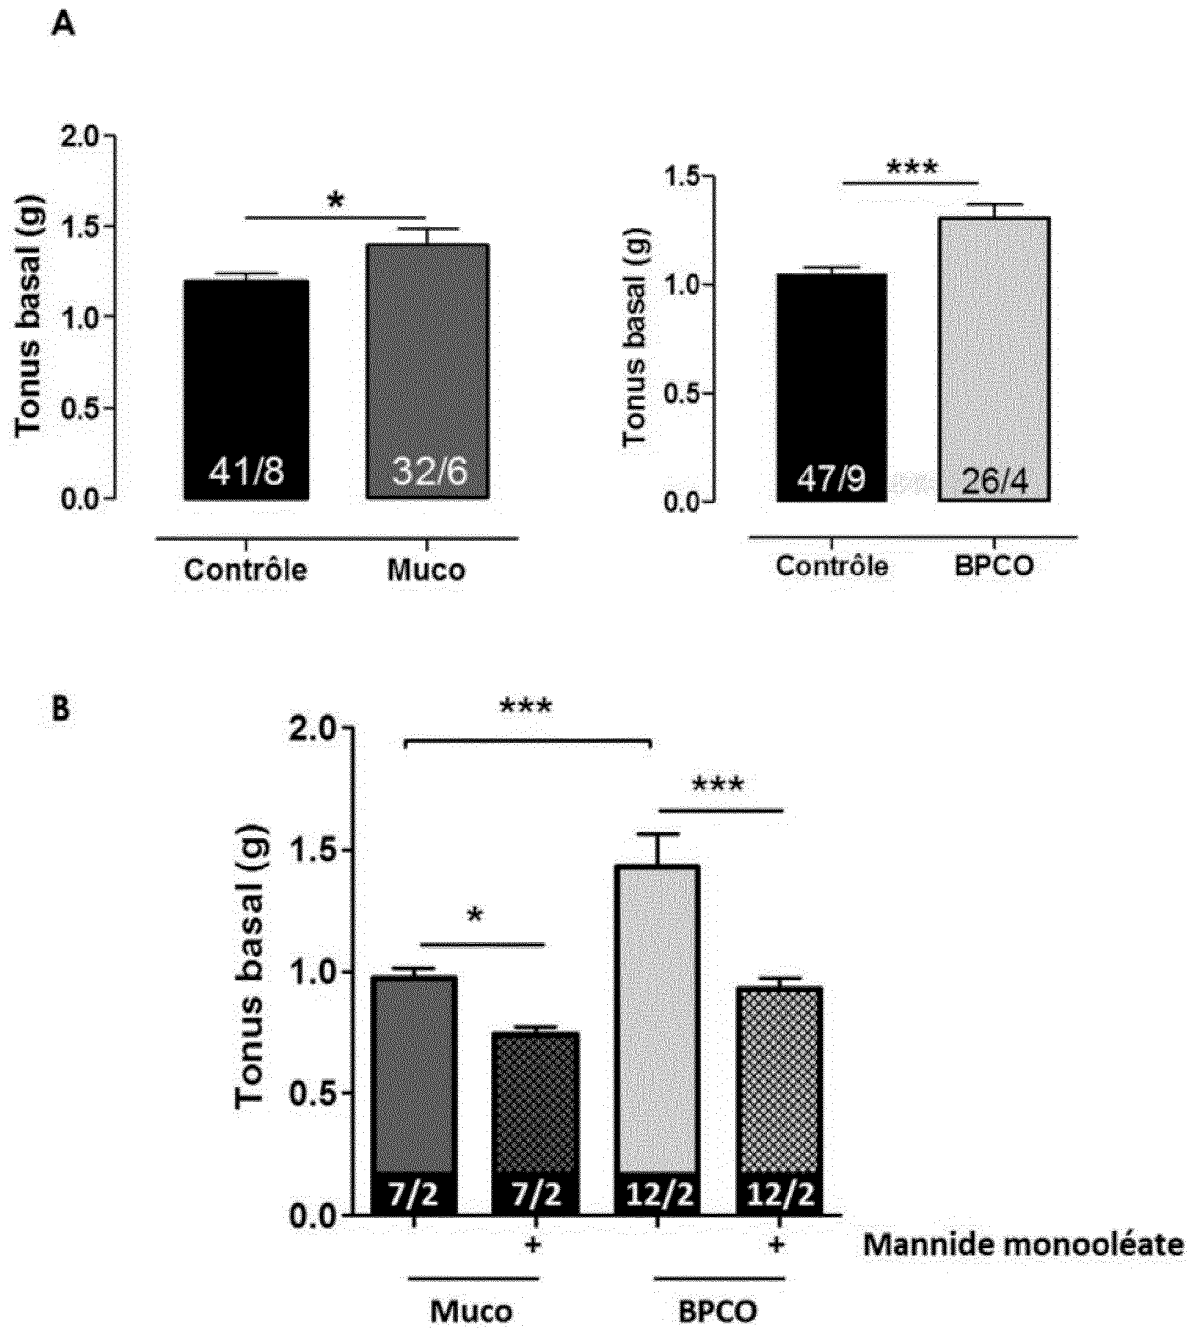 A
2.0
1.5
1.0
0.5
0.0
Tonus basal (g)
*
41/8
32/6
Contrôle
Muco
1.5
1.0
0.5
0.0
Tonus basal (g)
***
47/9
26/4
Contrôle
BPCO
B
2.0
1.5
1.0
0.5
0.0
Tonus basal (g)
***
***
*
7/2
7/2
12/2
12/2
+
+
Mannide monooléate
Muco
BPCO